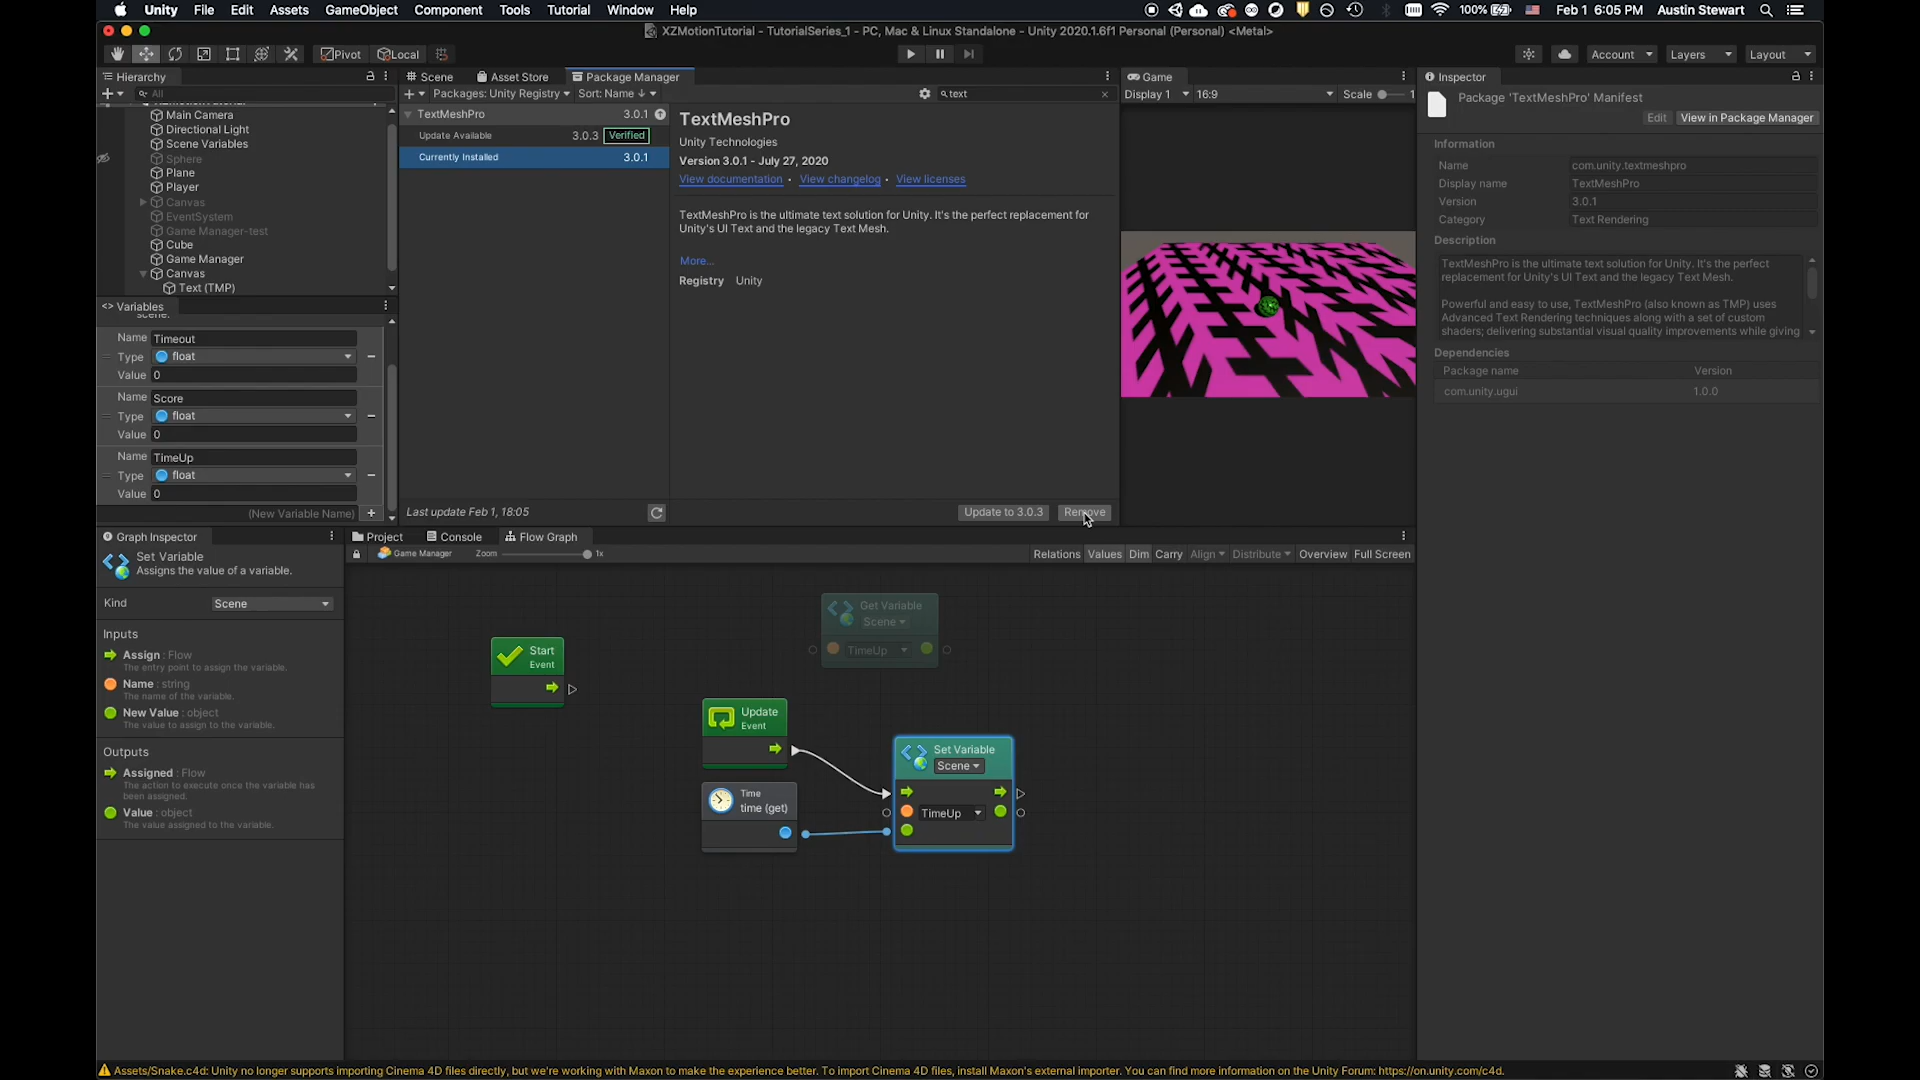 Unity File Edit Assets GameObject Component Tools Tutorial Window Help 100% Feb 1 6:05 PM Austin Stewart
XZMotionTutorial - TutorialSeries_1 - PC, Mac & Linux Standalone - Unity 2020.1.6f1 Personal (Personal) <Metal>
Pivot Local Account Layers Layout
Hierarchy
All
Main Camera
Directional Light
Scene Variables
Sphere
Plane
Player
Canvas
EventSystem
Game Manager-test
Cube
Game Manager
Canvas
Text (TMP)
<> Variables
scene.
Name Timeout
Type float
Value 0
Name Score
Type float
Value 0
Name TimeUp
Type float
Value 0
(New Variable Name) +
Scene Asset Store Package Manager
Packages: Unity Registry Sort: Name ↓ text
TextMeshPro 3.0.1
Update Available 3.0.3 Verified
Currently Installed 3.0.1
TextMeshPro
Unity Technologies
Version 3.0.1 - July 27, 2020
View documentation • View changelog • View licenses
TextMeshPro is the ultimate text solution for Unity. It's the perfect replacement for
Unity's UI Text and the legacy Text Mesh.
More...
Registry Unity
Last update Feb 1, 18:05
Update to 3.0.3 Remove
Game
Display 1 16:9 Scale 1
Inspector
Package 'TextMeshPro' Manifest
Edit View in Package Manager
Information
Name com.unity.textmeshpro
Display name TextMeshPro
Version 3.0.1
Category Text Rendering
Description
TextMeshPro is the ultimate text solution for Unity. It's the perfect
replacement for Unity's UI Text and the legacy Text Mesh.
Powerful and easy to use, TextMeshPro (also known as TMP) uses
Advanced Text Rendering techniques along with a set of custom
shaders; delivering substantial visual quality improvements while giving
Dependencies
Package name Version
com.unity.ugui 1.0.0
Graph Inspector
Set Variable
Assigns the value of a variable.
Kind Scene
Inputs
Assign : Flow
The entry point to assign the variable.
Name : string
The name of the variable.
New Value : object
The value to assign to the variable.
Outputs
Assigned : Flow
The action to execute once the variable has
been assigned.
Value : object
The value assigned to the variable.
Project Console Flow Graph
Game Manager Zoom 1x Relations Values Dim Carry Align Distribute Overview Full Screen
Get Variable
Scene
TimeUp
Start
Event
Update
Event
Time
time (get)
Set Variable
Scene
TimeUp
Assets/Snake.c4d: Unity no longer supports importing Cinema 4D files directly, but we're working with Maxon to make the experience better. To import Cinema 4D files, install Maxon's external importer. You can find more information on the Unity Forum: https://on.unity.com/c4d.